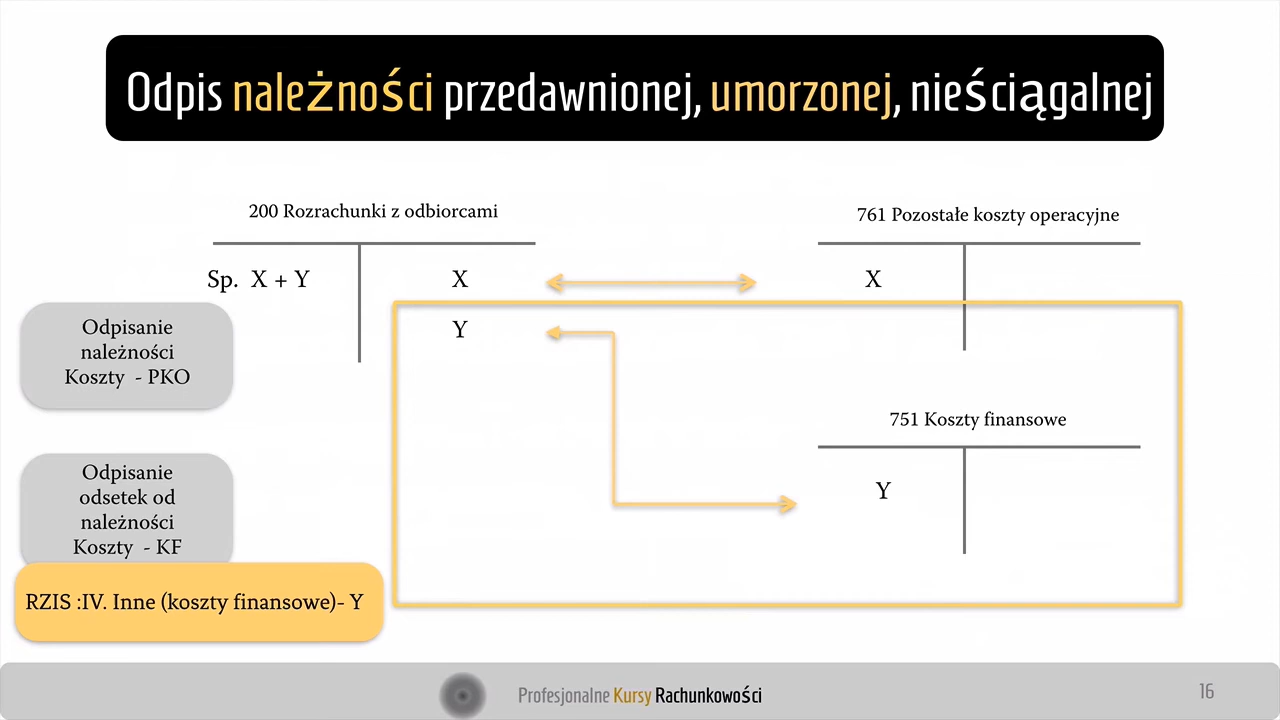 Odpis należności przedawnionej, umorzonej, nieściągalnej
200 Rozrachunki z odbiorcami
761 Pozostałe koszty operacyjne
Sp. X + Y
X
X
Y
Odpisanie
należności
Koszty - PKO
751 Koszty finansowe
Odpisanie
odsetek od
należności
Koszty - KF
Y
RZIS :IV. Inne (koszty finansowe)- Y
Profesjonalne Kursy Rachunkowości
16